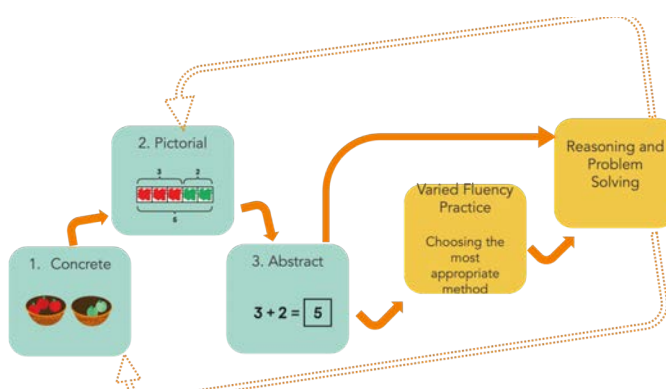 2. Pictorial
3 2
6
1. Concrete
3. Abstract
3 + 2 = 5
Varied Fluency
Practice
Choosing the
most
appropriate
method
Reasoning and
Problem
Solving